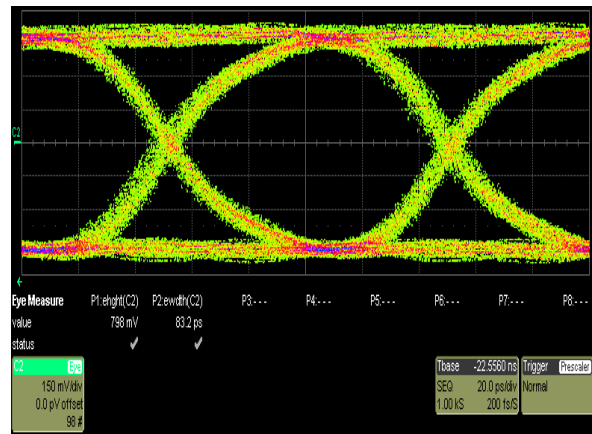 C2
Eye Measure P1:ehght(C2) P2:ewdth(C2) P3:- - - P4:- - - P5:- - - P6:- - - P7:- - - P8:- - -
value 798 mV 83.2 ps
status ✔ ✔
C2 Eye
150 mV/div
0.0 pV offset
98 #
Tbase -22.5560 ns Trigger Prescaler
SEQ 20.0 ps/div Normal
1.00 kS 200 fs/S